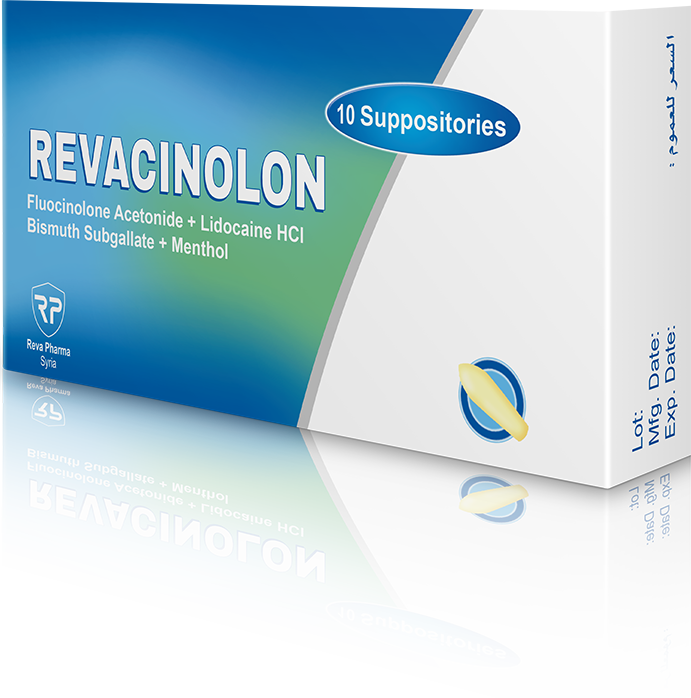 10 Suppositories
REVACINOLON
Fluocinolone Acetonide + Lidocaine HCl
Bismuth Subgallate + Menthol
RP
Reva Pharma
Syria
السعر للعموم :
Lot:
Mfg. Date:
Exp. Date: